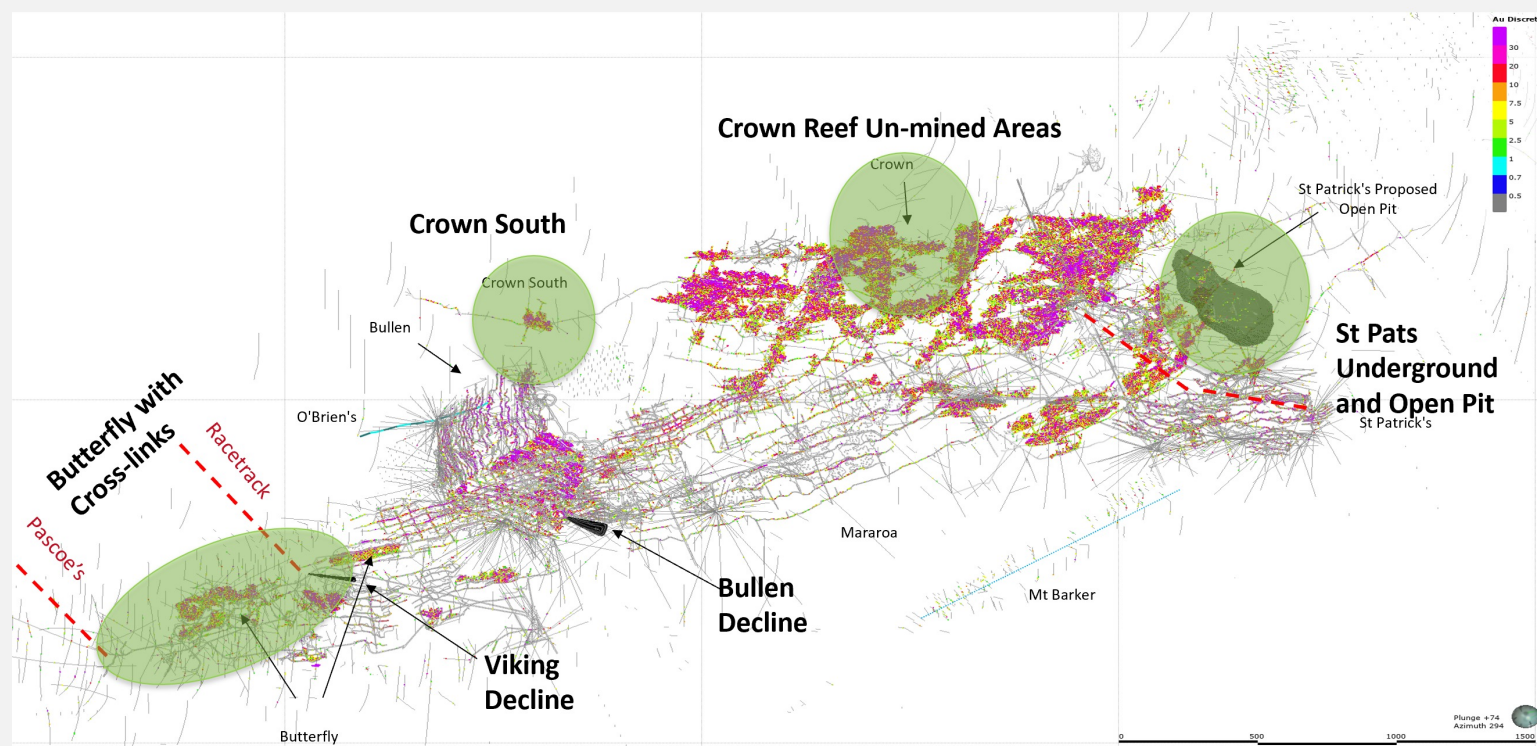 Au Discret
30
20
10
7.5
5
2.5
1
0.7
0.5
Crown Reef Un-mined Areas
Crown
St Patrick's Proposed
Open Pit
Crown South
Crown South
Bullen
O'Brien's
St Pats
Underground
and Open Pit
St Patrick's
Butterfly with
Cross-links
Racetrack
Pascoe's
Mararoa
Mt Barker
Bullen
Decline
Viking
Decline
Butterfly
Plunge +74
Azimuth 294
0
500
1000
1500